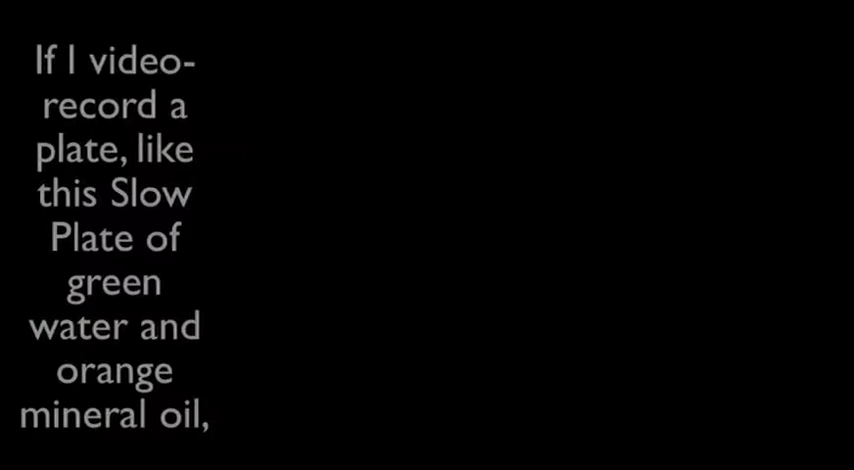 If I video-
record a
plate, like
this Slow
Plate of
green
water and
orange
mineral oil,